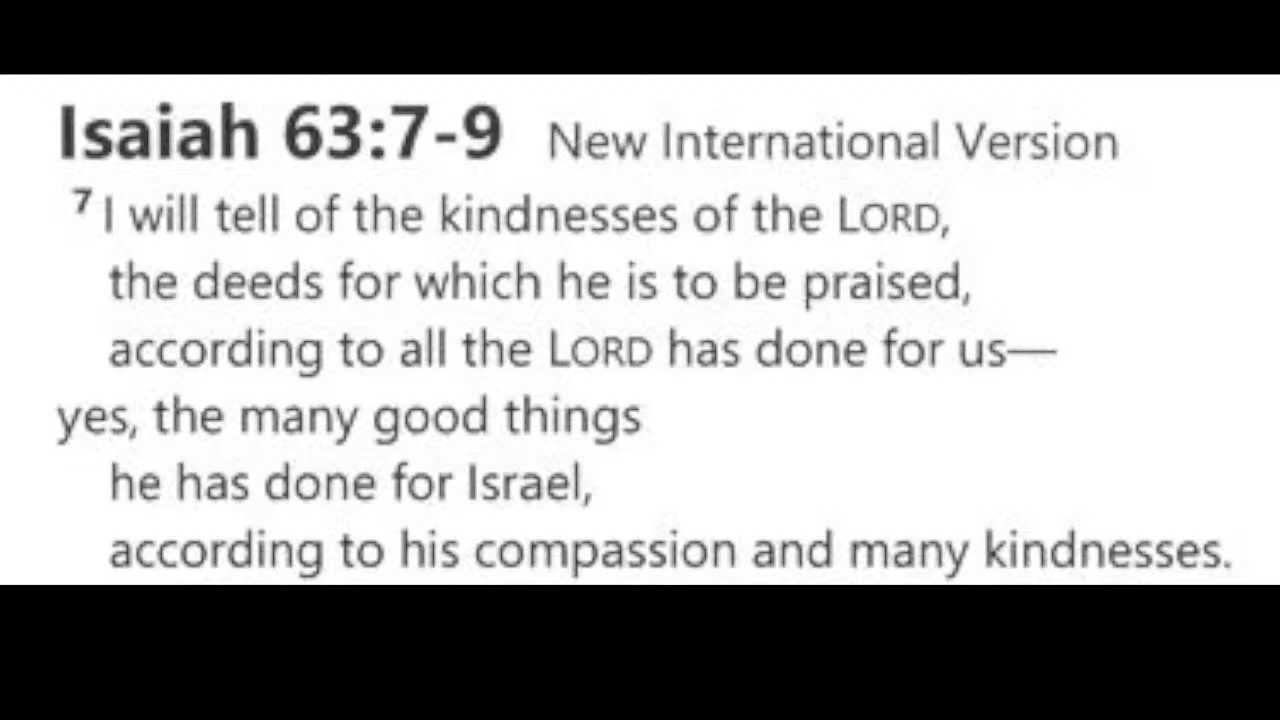 Isaiah 63:7-9 New International Version
7 I will tell of the kindnesses of the LORD,
the deeds for which he is to be praised,
according to all the LORD has done for us—
yes, the many good things
he has done for Israel,
according to his compassion and many kindnesses.